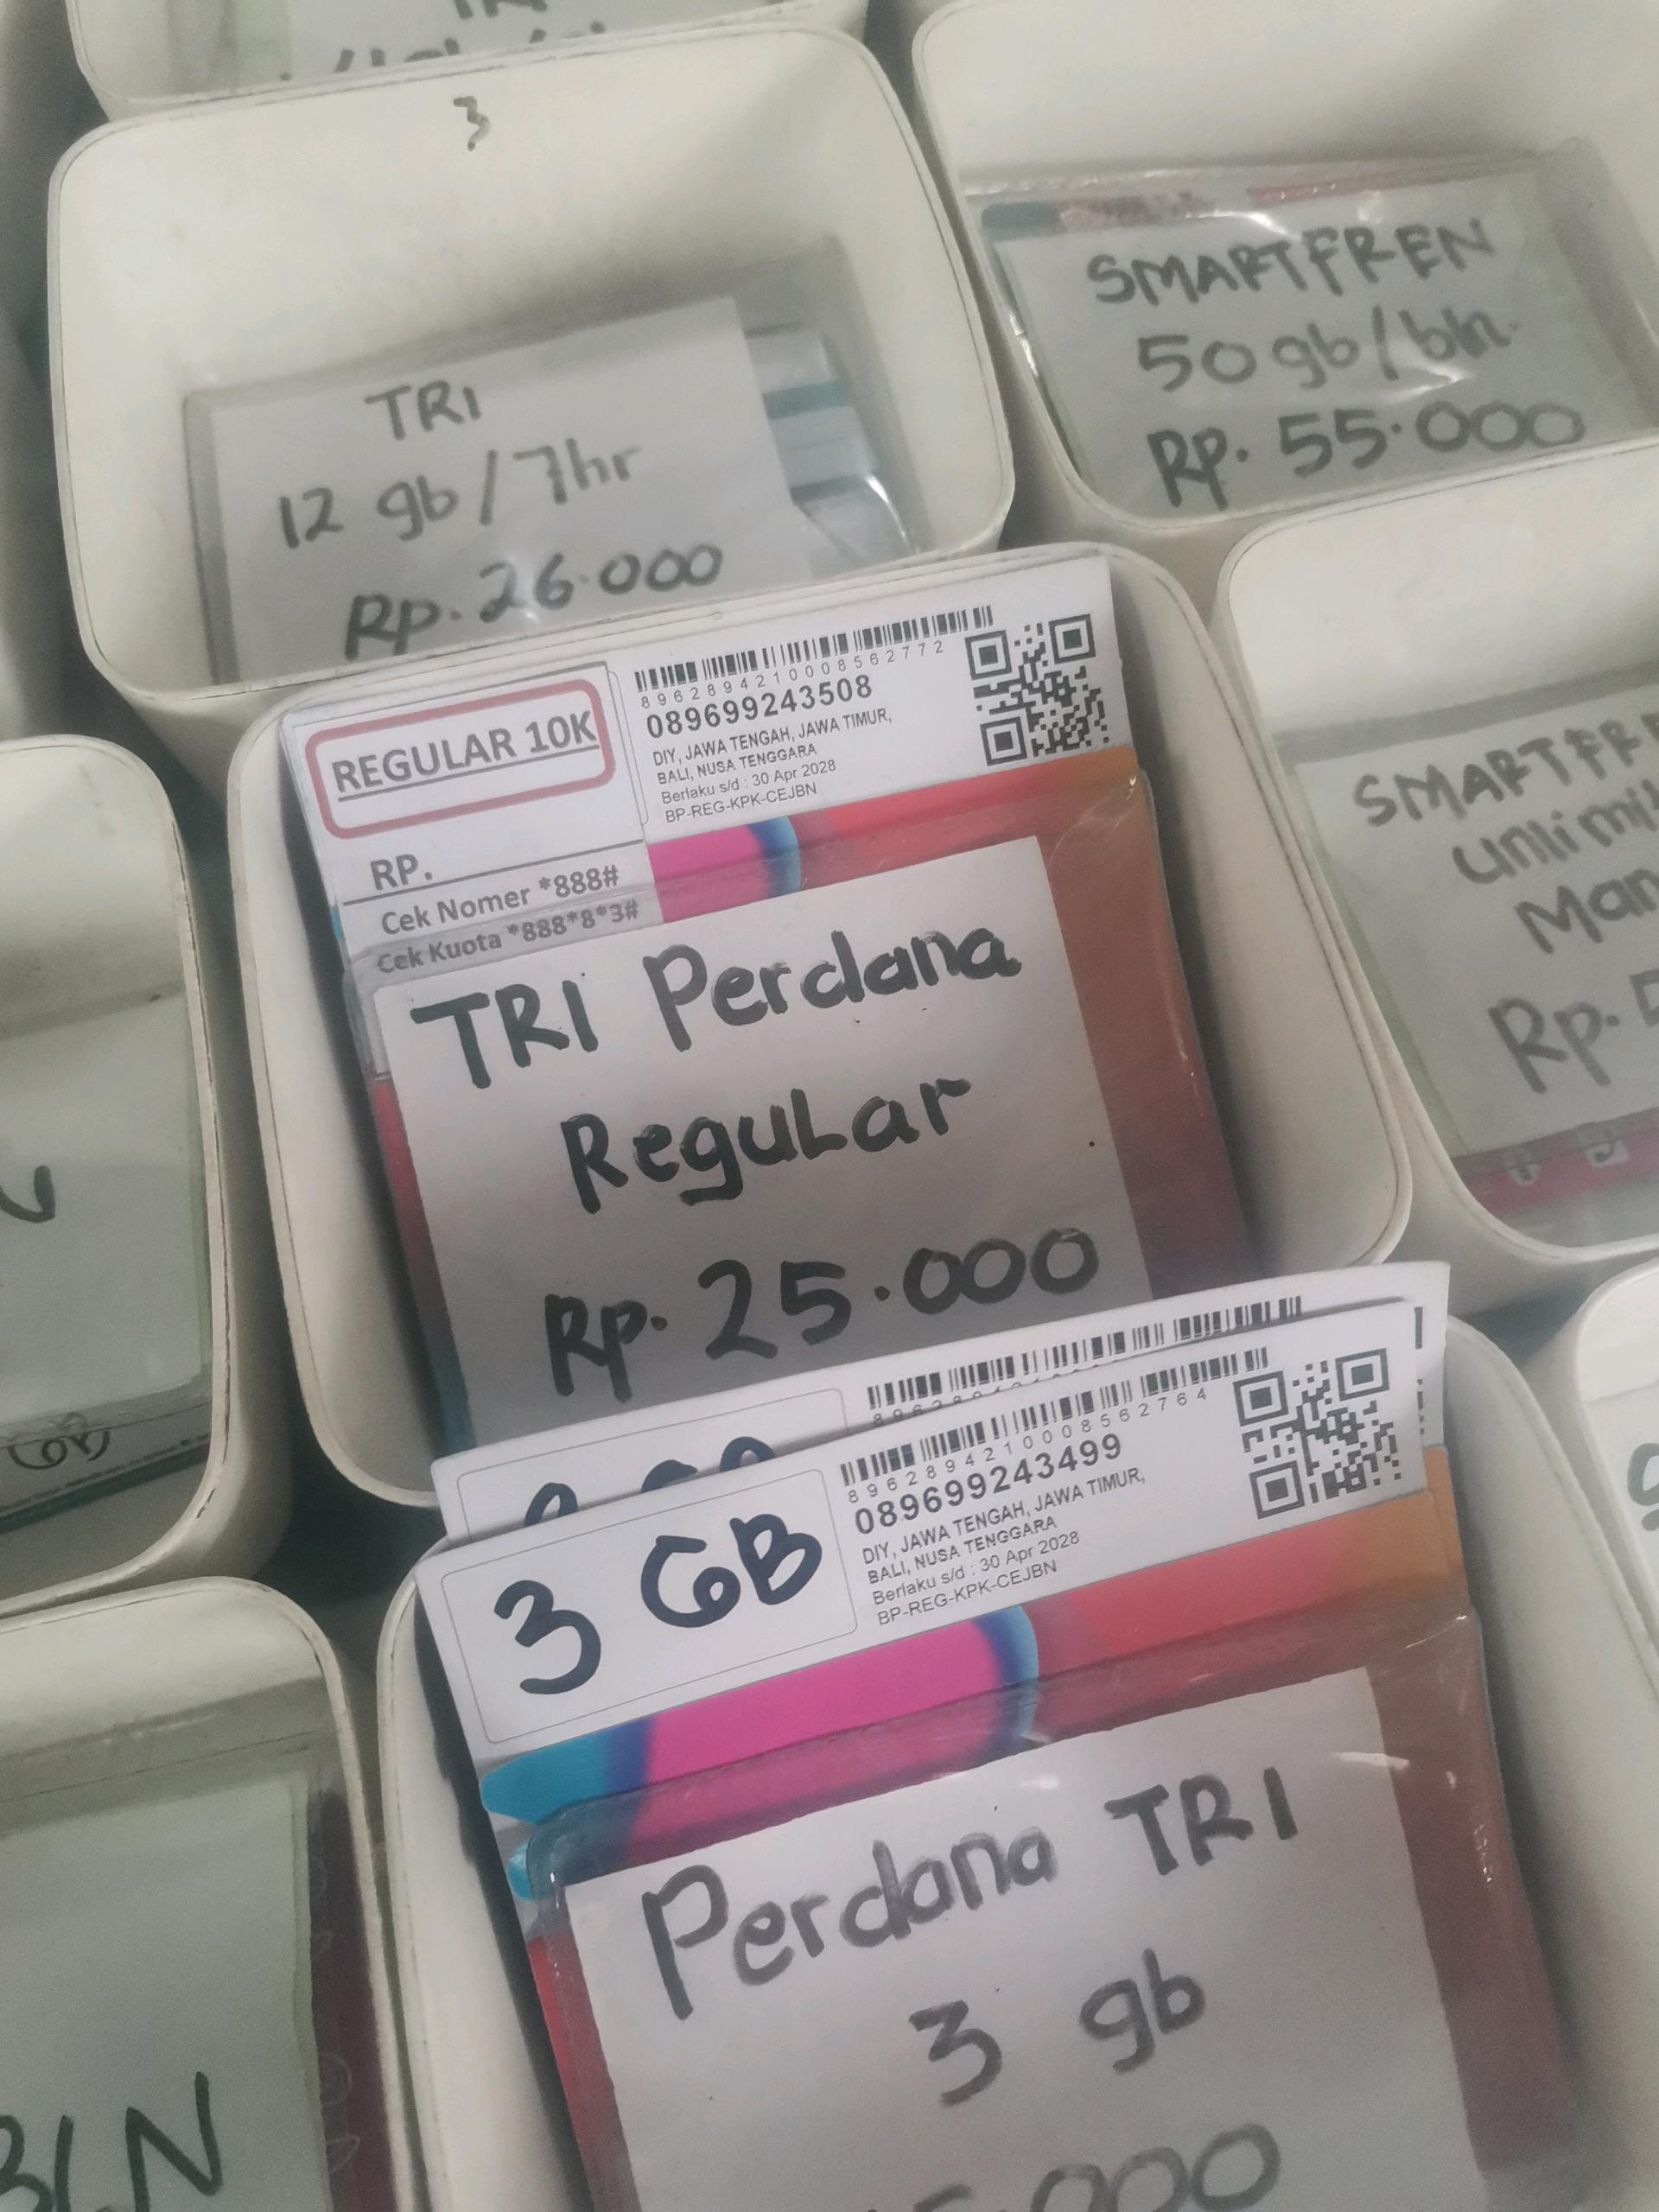 3
TRI
12 gb/7hr
Rp. 26.000
SMARTFREN
50 gb/bln.
Rp. 55.000
REGULAR 10K
RP.
Cek Nomer *888#
Cek Kuota *888*8*3#
8962894210008562772
089699243508
DIY, JAWA TENGAH, JAWA TIMUR,
BALI, NUSA TENGGARA
Berlaku s/d : 30 Apr 2028
BP-REG-KPK-CEJBN
TRI Perdana
Regular
Rp. 25.000
Rp.
3 GB
8962894210008562764
089699243499
DIY, JAWA TENGAH, JAWA TIMUR,
BALI, NUSA TENGGARA
Berlaku s/d : 30 Apr 2028
BP-REG-KPK-CEJBN
Perdana TRI
3 gb
BLN